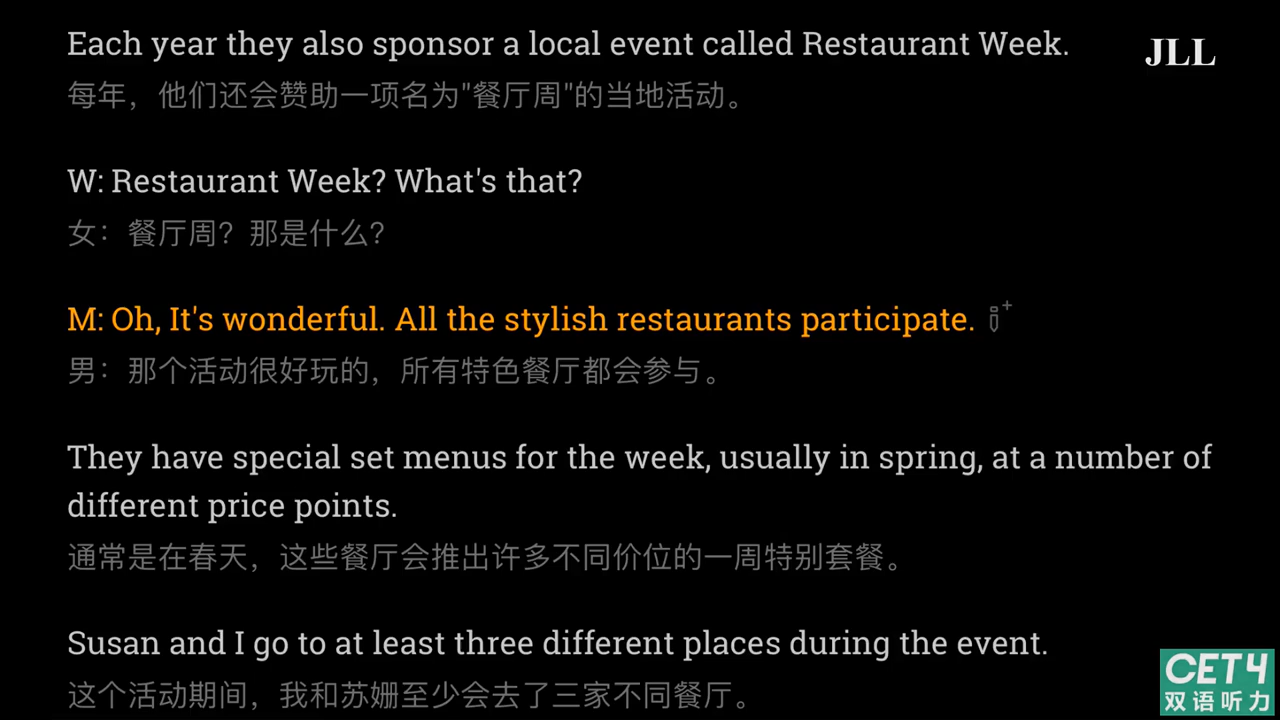 Each year they also sponsor a local event called Restaurant Week.
JLL
每年，他们还会赞助一项名为"餐厅周"的当地活动。
W: Restaurant Week? What's that?
女：餐厅周？那是什么？
M: Oh, It's wonderful. All the stylish restaurants participate.
男：那个活动很好玩的，所有特色餐厅都会参与。
They have special set menus for the week, usually in spring, at a number of
different price points.
通常是在春天，这些餐厅会推出许多不同价位的一周特别套餐。
Susan and I go to at least three different places during the event.
这个活动期间，我和苏姗至少会去了三家不同餐厅。
CET4
双语听力